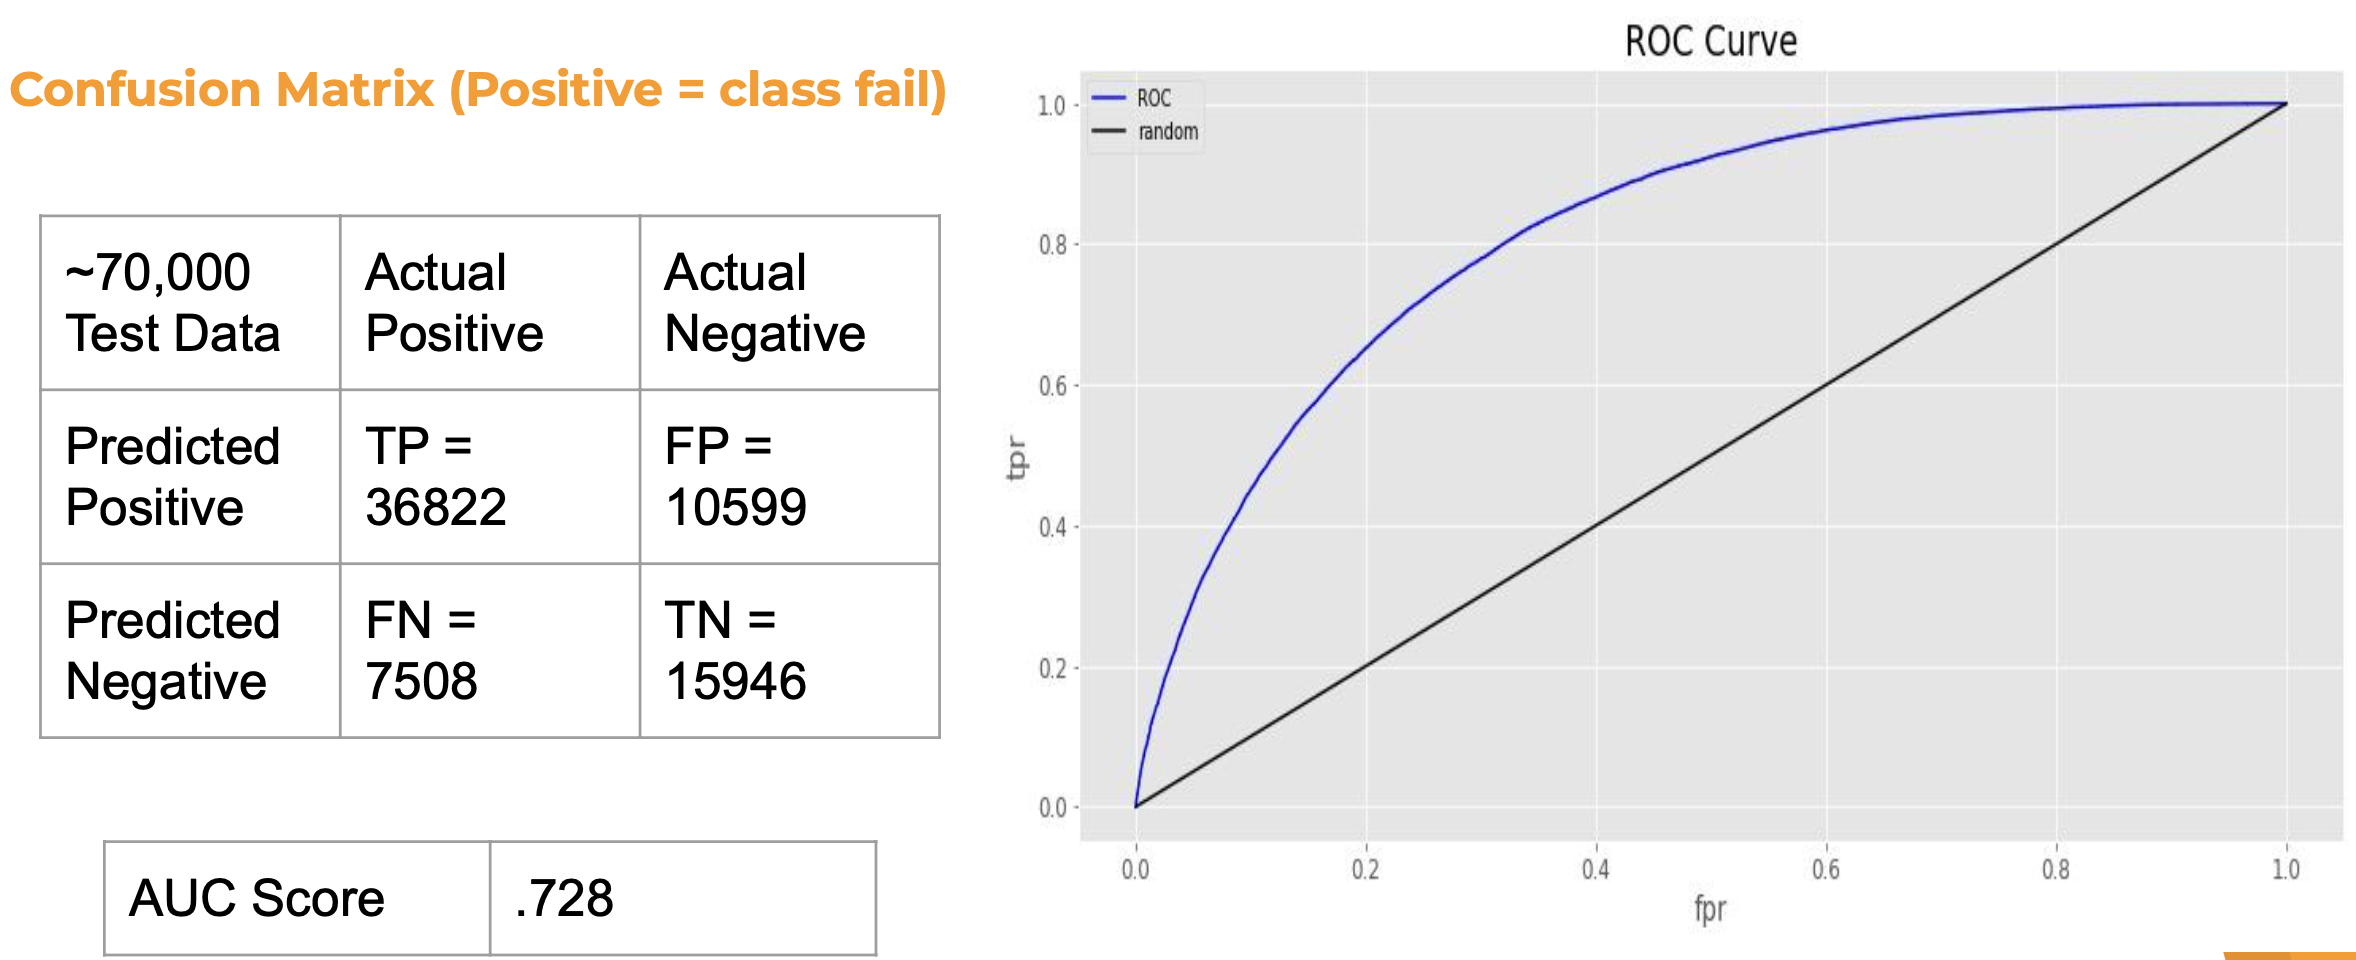 Confusion Matrix (Positive = class fail)
~70,000
Test Data
Actual
Positive
Actual
Negative
Predicted
Positive
TP =
36822
FP =
10599
Predicted
Negative
FN =
7508
TN =
15946
AUC Score
.728
ROC Curve
ROC
random
1.0
0.8
0.6
0.4
0.2
0.0
tpr
0.0
0.2
0.4
0.6
0.8
1.0
fpr